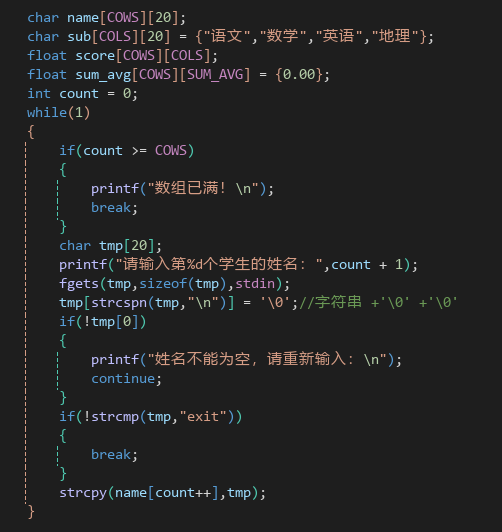 char name[COWS][20];
char sub[COLS][20] = {"语文","数学","英语","地理"};
float score[COWS][COLS];
float sum_avg[COWS][SUM_AVG] = {0.00};
int count = 0;
while(1)
{
    if(count >= COWS)
    {
        printf("数组已满！\n");
        break;
    }
    char tmp[20];
    printf("请输入第%d个学生的姓名：",count + 1);
    fgets(tmp,sizeof(tmp),stdin);
    tmp[strcspn(tmp,"\n")] = '\0';//字符串 +'\0' +'\0'
    if(!tmp[0])
    {
        printf("姓名不能为空，请重新输入：\n");
        continue;
    }
    if(!strcmp(tmp,"exit"))
    {
        break;
    }
    strcpy(name[count++],tmp);
}